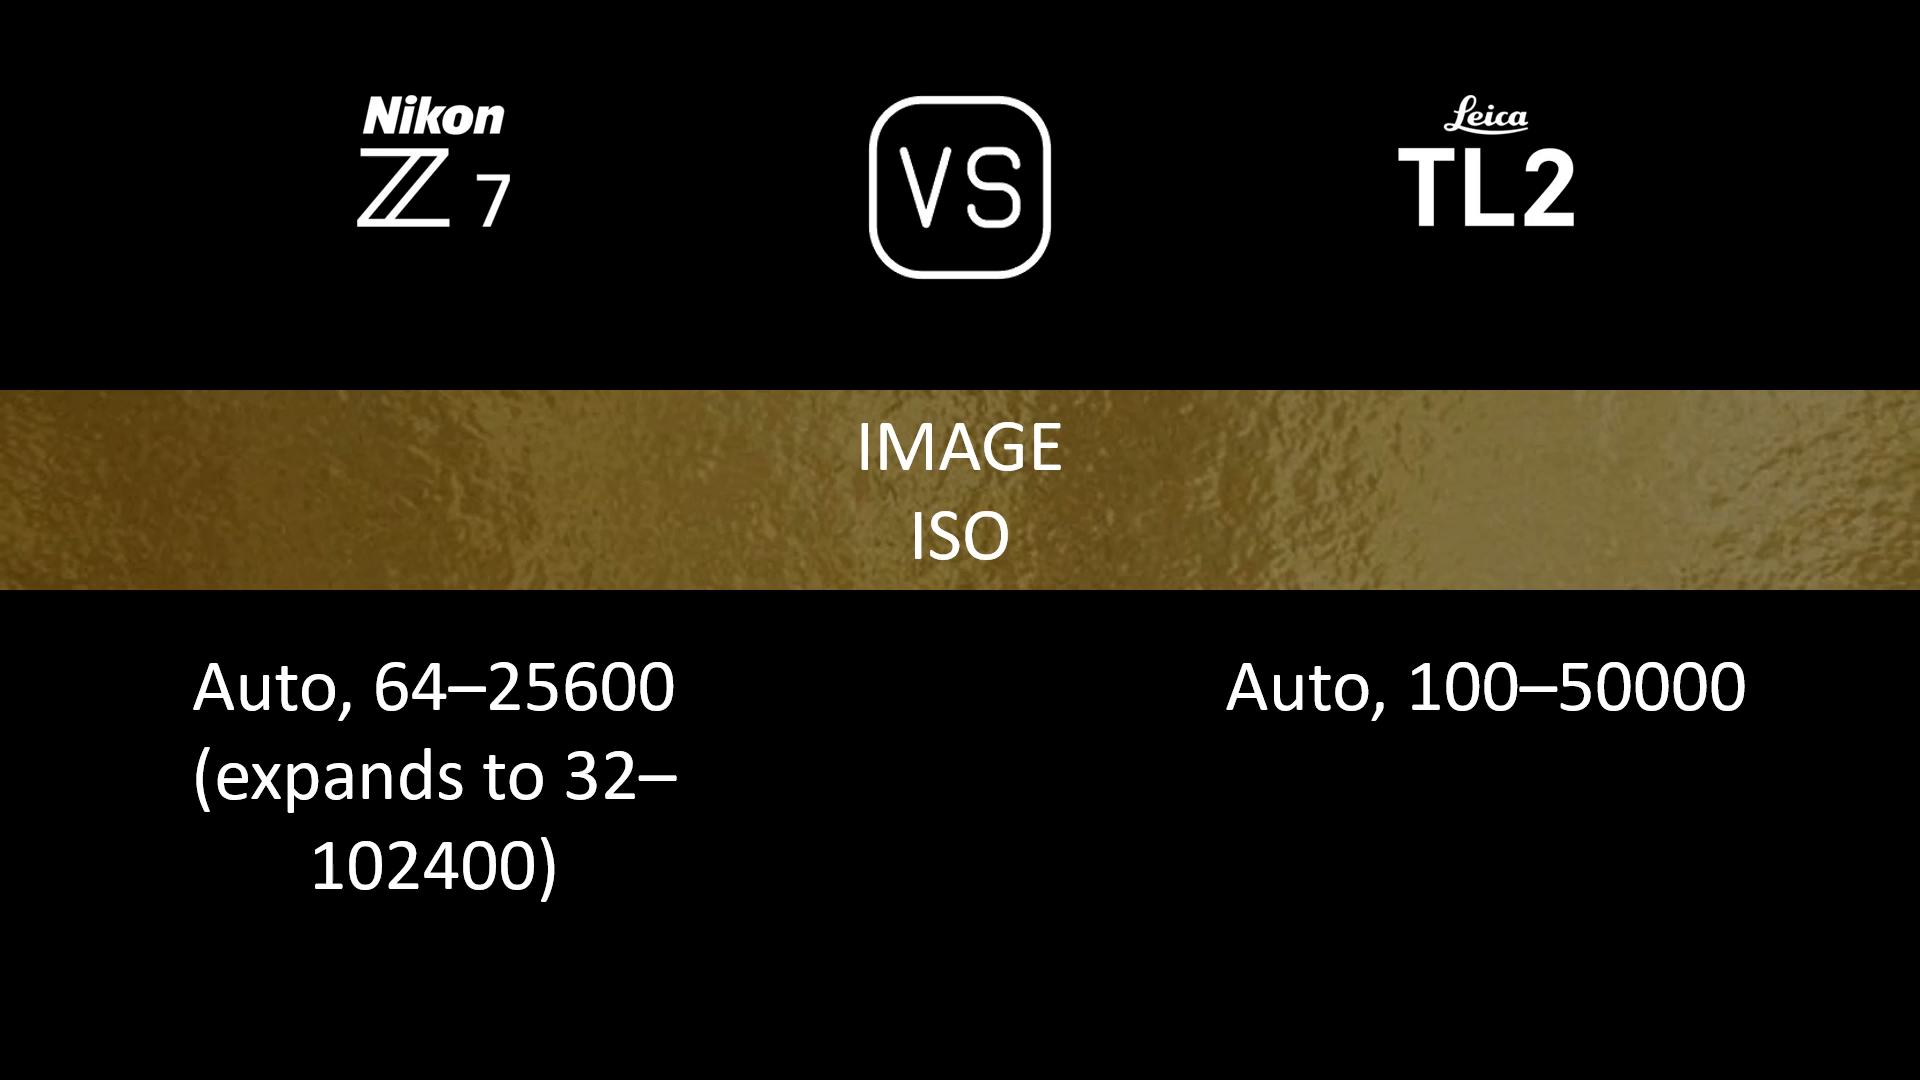 Nikon
Z 7
VS
Leica
TL2
IMAGE
ISO
Auto, 64–25600
(expands to 32–
102400)
Auto, 100–50000